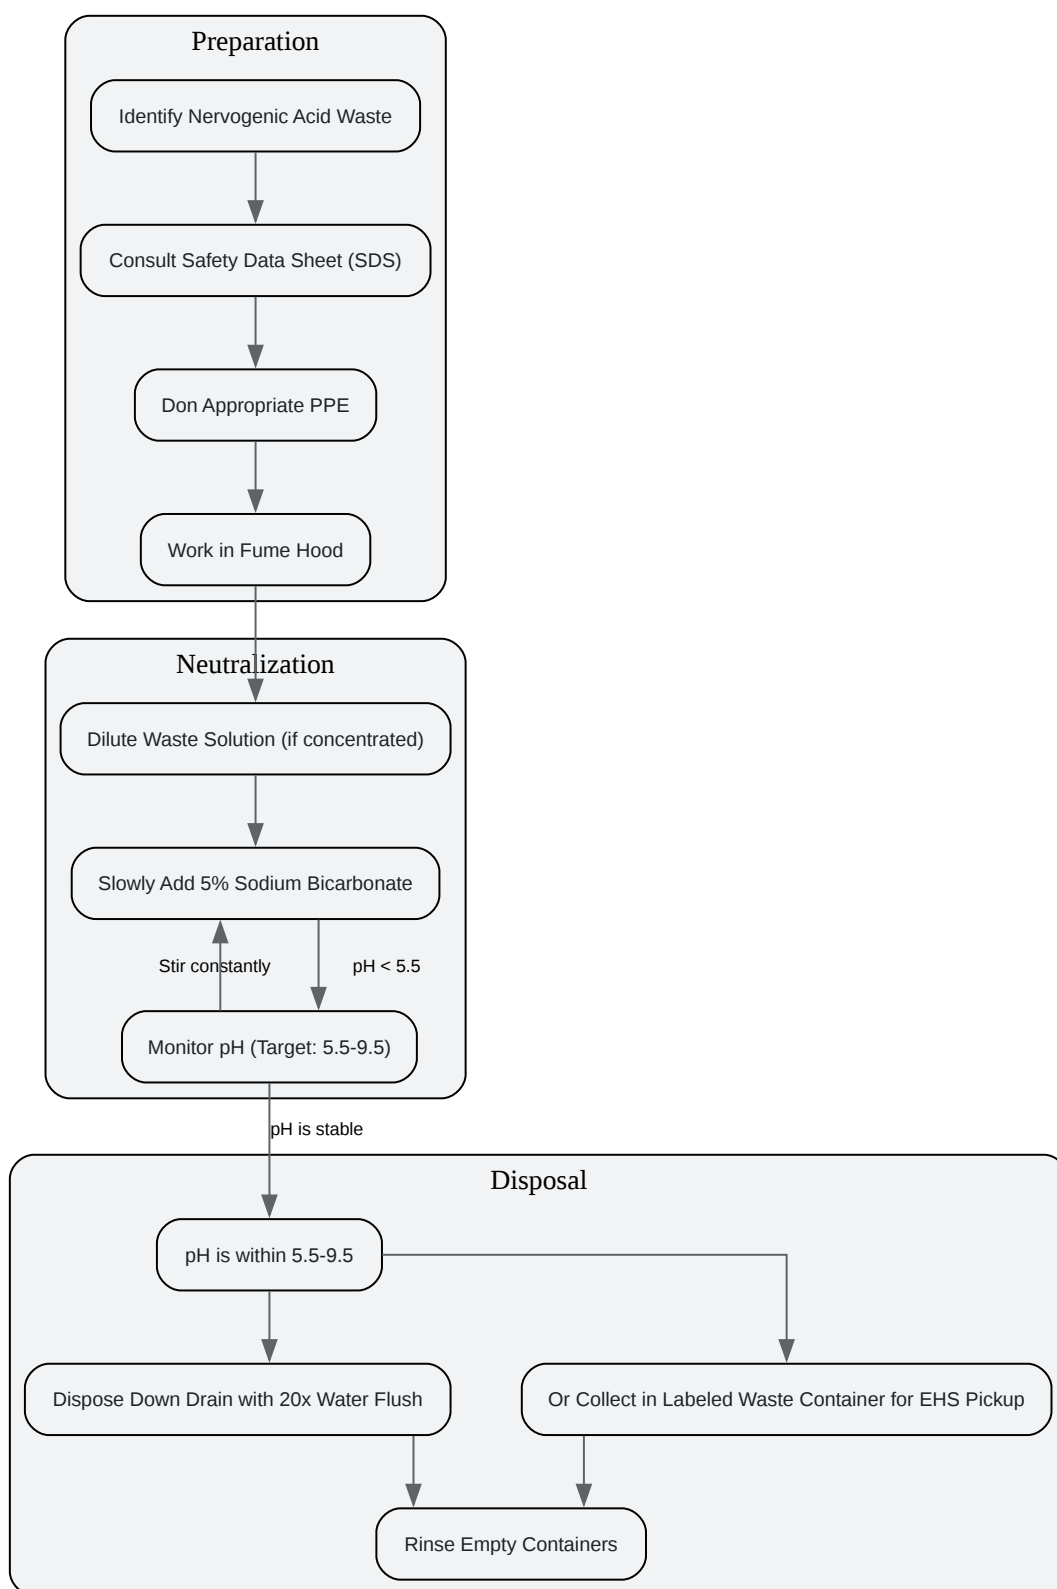 Preparation
Identify Nervogenic Acid Waste
Consult Safety Data Sheet (SDS)
Don Appropriate PPE
Work in Fume Hood
Neutralization
Dilute Waste Solution (if concentrated)
Slowly Add 5% Sodium Bicarbonate
Stir constantly
pH < 5.5
Monitor pH (Target: 5.5-9.5)
pH is stable
Disposal
pH is within 5.5-9.5
Dispose Down Drain with 20x Water Flush
Or Collect in Labeled Waste Container for EHS Pickup
Rinse Empty Containers